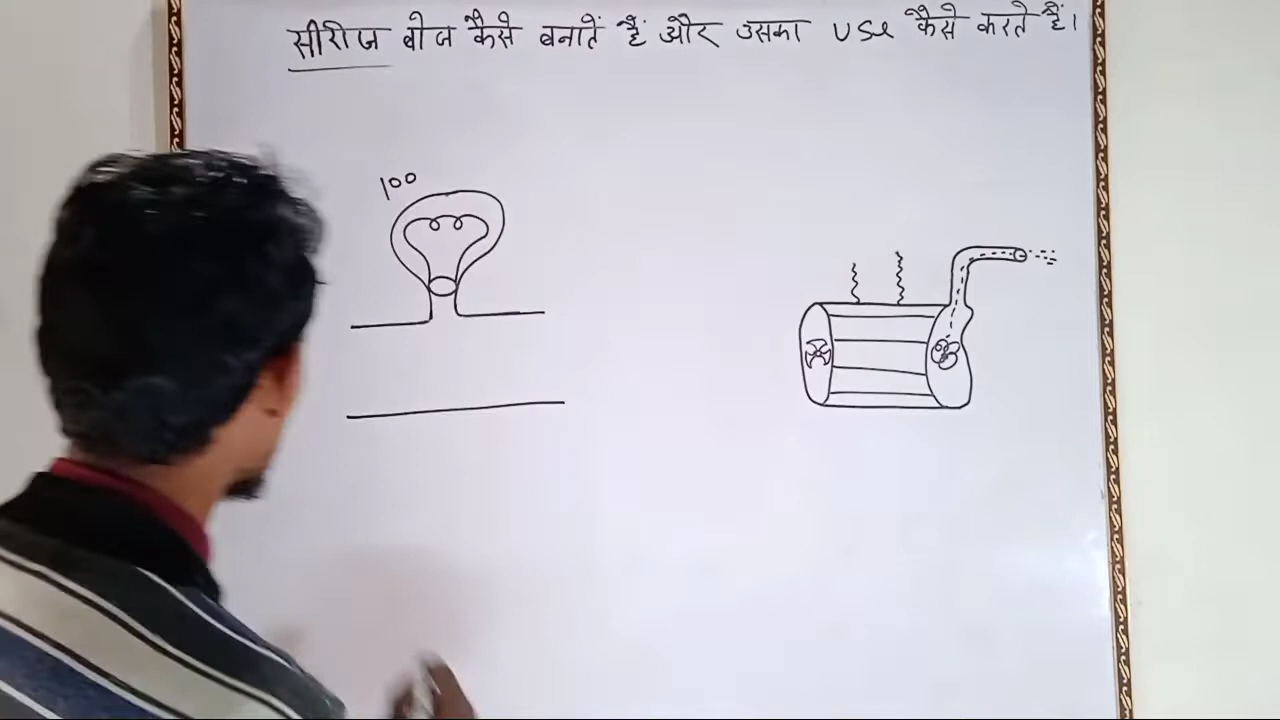 सीरीज बोज कैसे बनातें हैं और उसका use कैसे करते हैं।
100